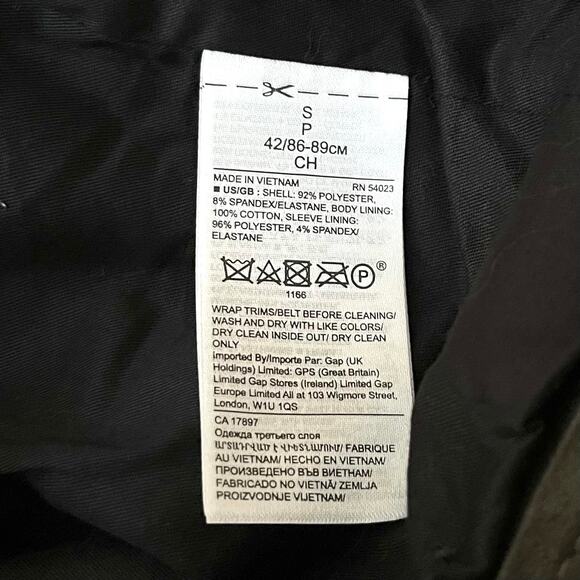 S
P
42/86-89см
CH
MADE IN VIETNAM RN 54023
■ US/GB : SHELL: 92% POLYESTER,
8% SPANDEX/ELASTANE, BODY LINING:
100% COTTON, SLEEVE LINING:
96% POLYESTER, 4% SPANDEX/
ELASTANE
P ®
1166
WRAP TRIMS/BELT BEFORE CLEANING/
WASH AND DRY WITH LIKE COLORS/
DRY CLEAN INSIDE OUT/ DRY CLEAN
ONLY
Imported By/Importe Par: Gap (UK
Holdings) Limited: GPS (Great Britain)
Limited Gap Stores (Ireland) Limited Gap
Europe Limited All at 103 Wigmore Street,
London, W1U 1QS
CA 17897
Одежда третьего слоя
ԱՐՏԱԴՐՎԱԾ Է ՎԻԵՏՆԱՄՈՒՄ/ FABRIQUE
AU VIETNAM/ HECHO EN VIETNAM/
ПРОИЗВЕДЕНО ВЪВ ВИЕТНАМ/
FABRICADO NO VIETNÃ/ ZEMLJA
PROIZVODNJE VIJETNAM/